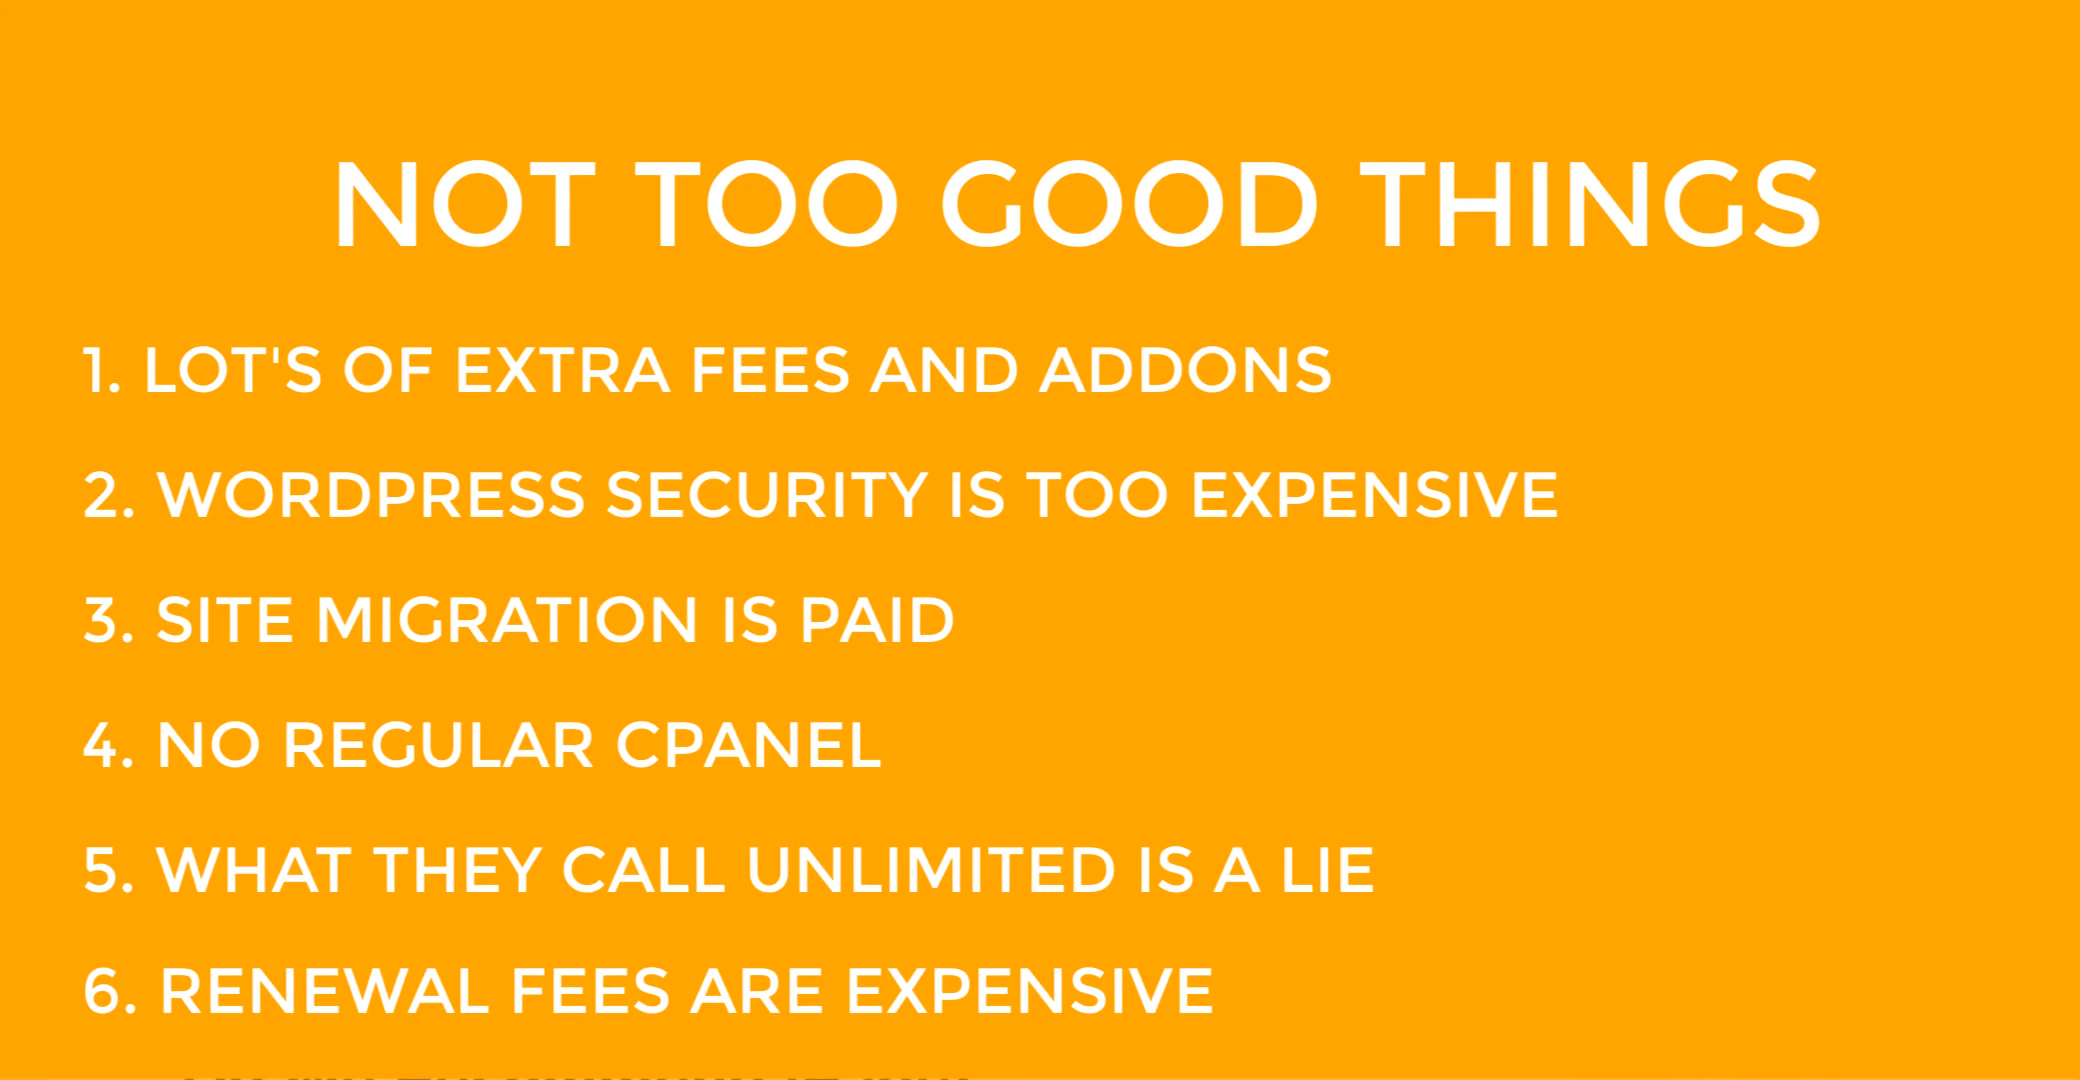 NOT TOO GOOD THINGS
1. LOT'S OF EXTRA FEES AND ADDONS
2. WORDPRESS SECURITY IS TOO EXPENSIVE
3. SITE MIGRATION IS PAID
4. NO REGULAR CPANEL
5. WHAT THEY CALL UNLIMITED IS A LIE
6. RENEWAL FEES ARE EXPENSIVE